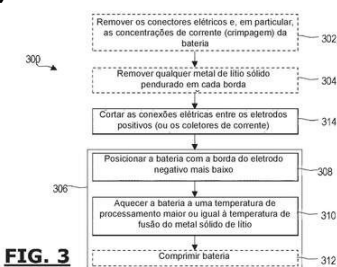 Remover os conectores elétricos e, em particular,
as concentrações de corrente (crimpagem) da
bateria
302
300
Remover qualquer metal de lítio sólido
pendurado em cada borda
304
Cortar as conexões elétricas entre os eletrodos
positivos (ou os coletores de corrente)
314
Posicionar a bateria com a borda do eletrodo
negativo mais baixo
308
306
Aquecer a bateria a uma temperatura de
processamento maior ou igual à temperatura de
fusão do metal sólido de lítio
310
Comprimir bateria
312
FIG. 3